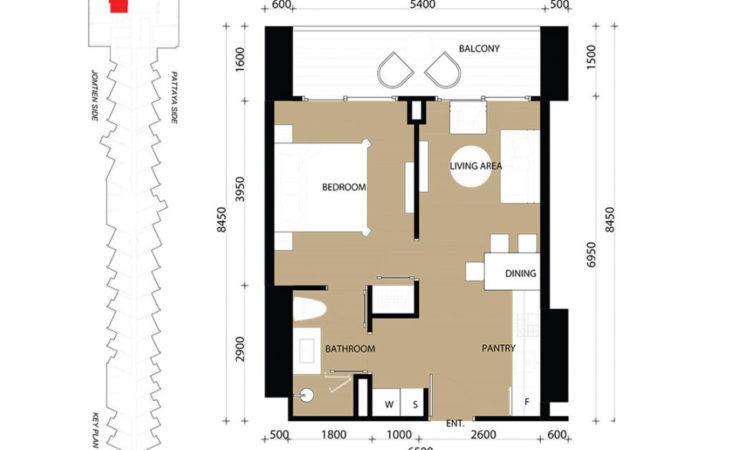 600
5400
500
BALCONY
1600
1500
PATTAYA SIDE
JOMTIEN SIDE
LIVING AREA
BEDROOM
3950
8450
8450
6950
DINING
BATHROOM
PANTRY
2900
W
S
F
ENT.
KEY PLAN
500
1800
1000
2600
600
6500